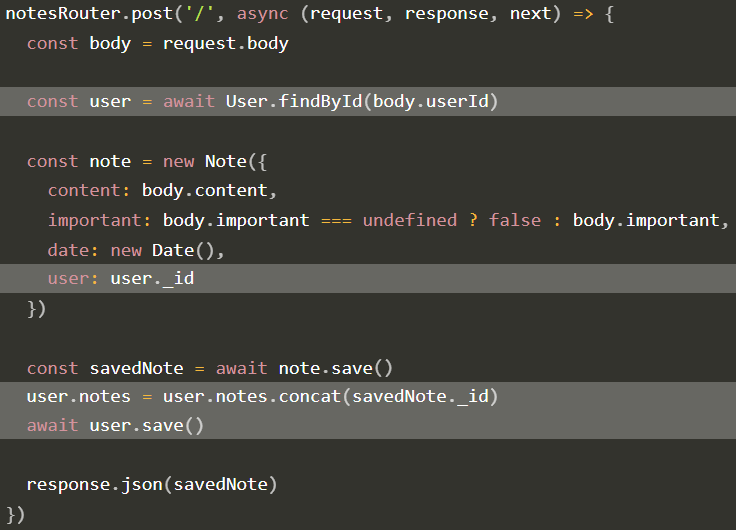 notesRouter.post('/', async (request, response, next) => {
  const body = request.body
  const user = await User.findById(body.userId)
  const note = new Note({
    content: body.content,
    important: body.important === undefined ? false : body.important,
    date: new Date(),
    user: user._id
  })
  const savedNote = await note.save()
  user.notes = user.notes.concat(savedNote._id)
  await user.save()
  response.json(savedNote)
})